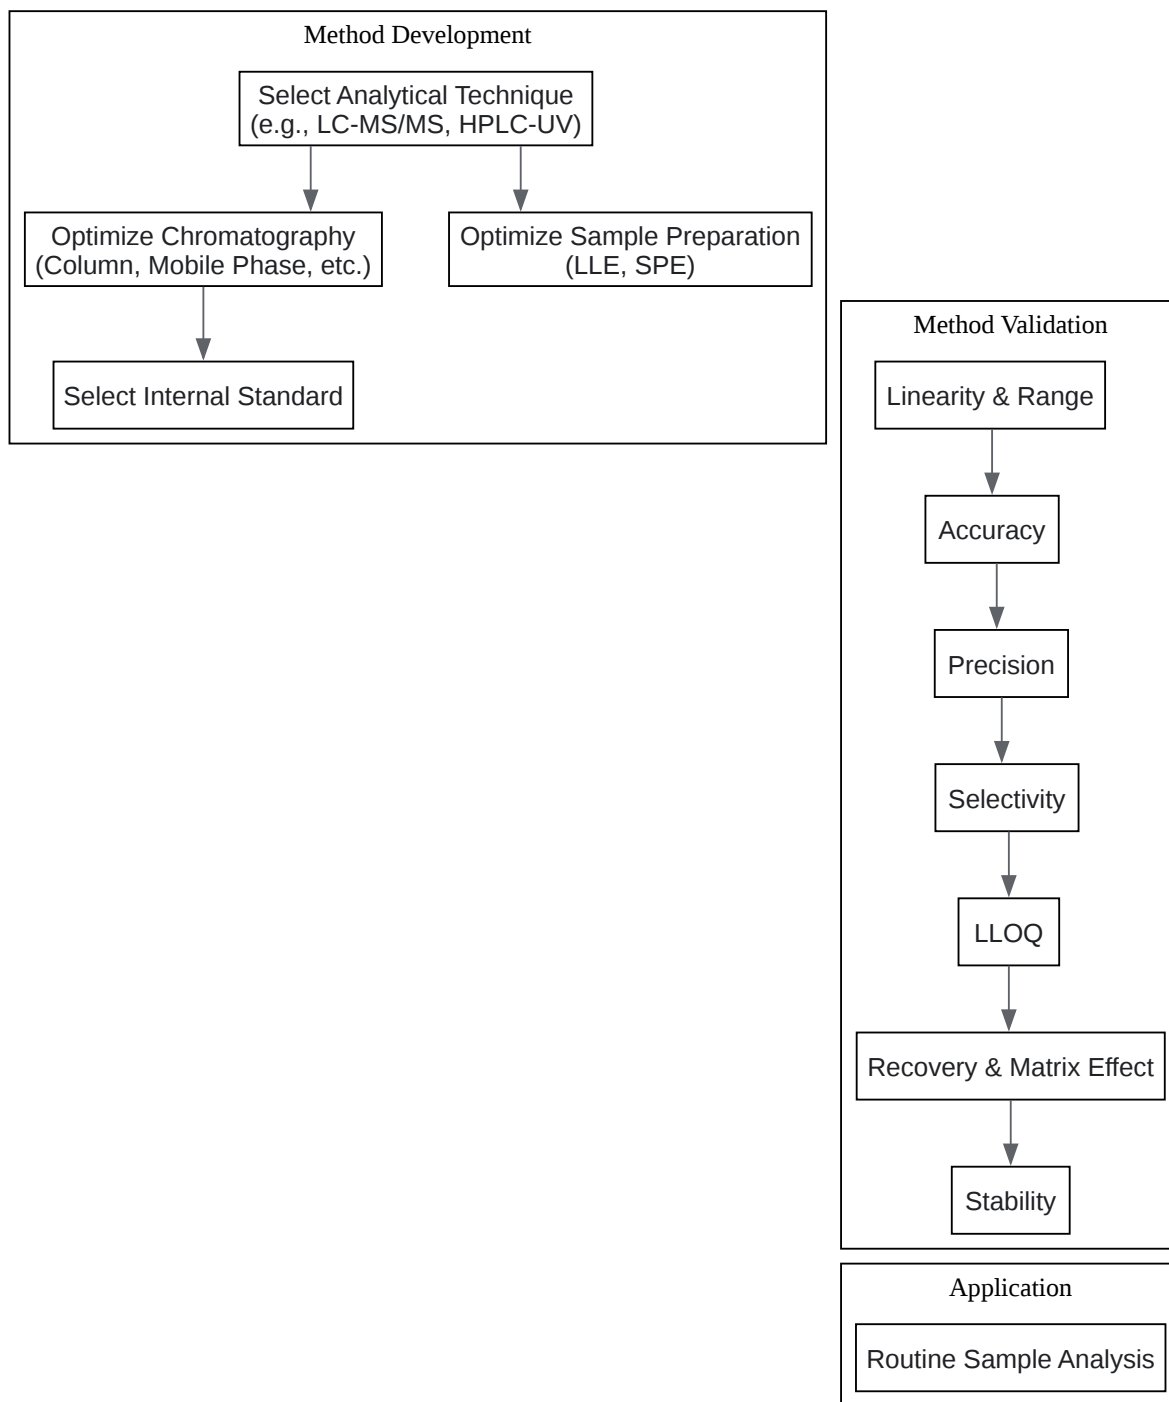 Method Development
Select Analytical Technique
(e.g., LC-MS/MS, HPLC-UV)
Optimize Chromatography
(Column, Mobile Phase, etc.)
Optimize Sample Preparation
(LLE, SPE)
Select Internal Standard
Method Validation
Linearity & Range
Accuracy
Precision
Selectivity
LLOQ
Recovery & Matrix Effect
Stability
Application
Routine Sample Analysis